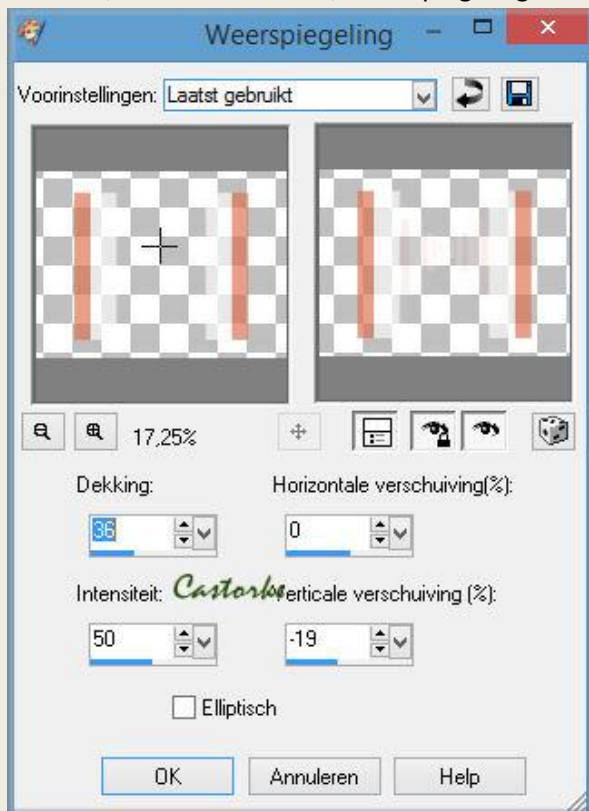 Weerspiegeling
Voorinstellingen: Laatst gebruikt
17,25%
Dekking: Horizontale verschuiving(%):
36 0
Intensiteit: Castorke erticale verschuiving (%):
50 -19
Elliptisch
OK Annuleren Help